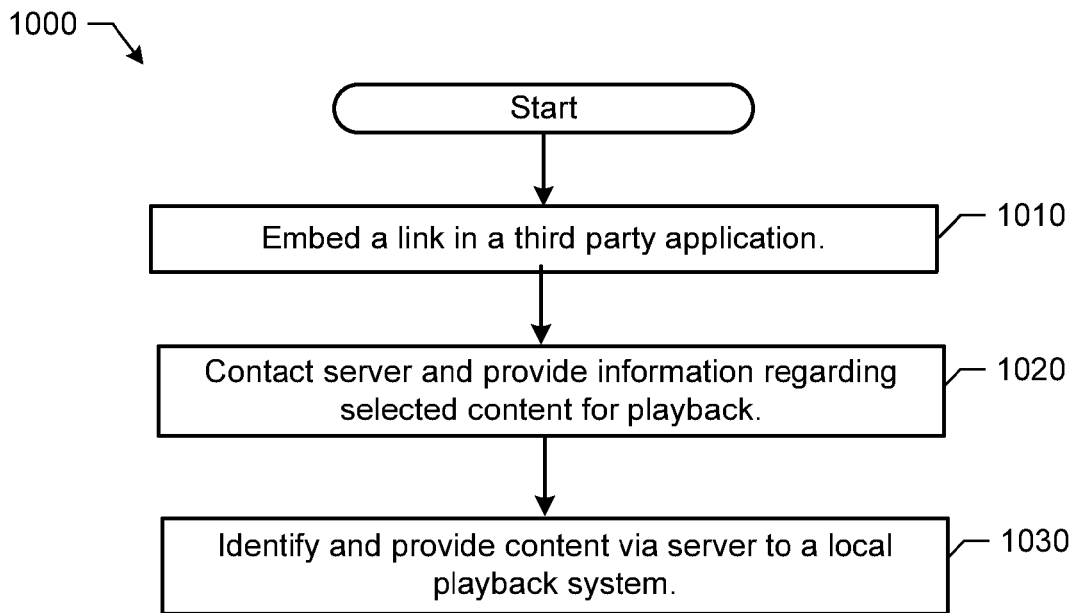 1000
Start
Embed a link in a third party application.
1010
Contact server and provide information regarding
selected content for playback.
1020
Identify and provide content via server to a local
playback system.
1030